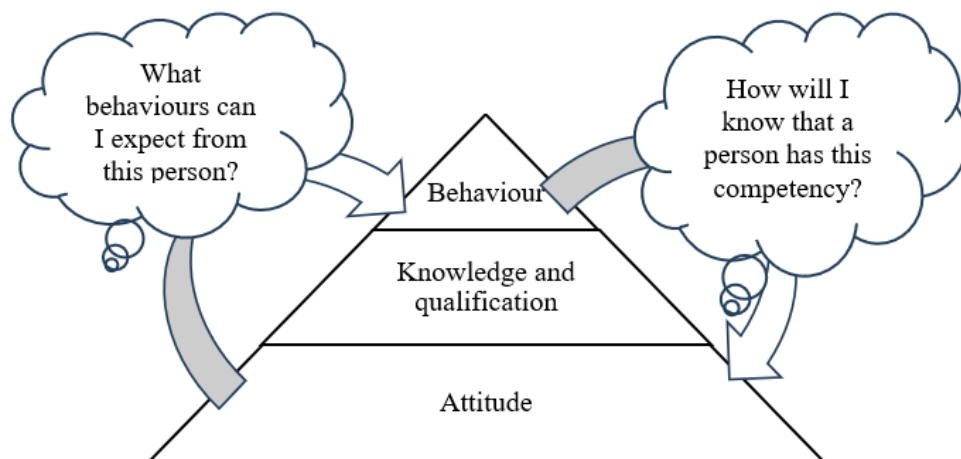 What
behaviours can
I expect from
this person?
How will I
know that a
person has this
competency?
Behaviour
Knowledge and
qualification
Attitude